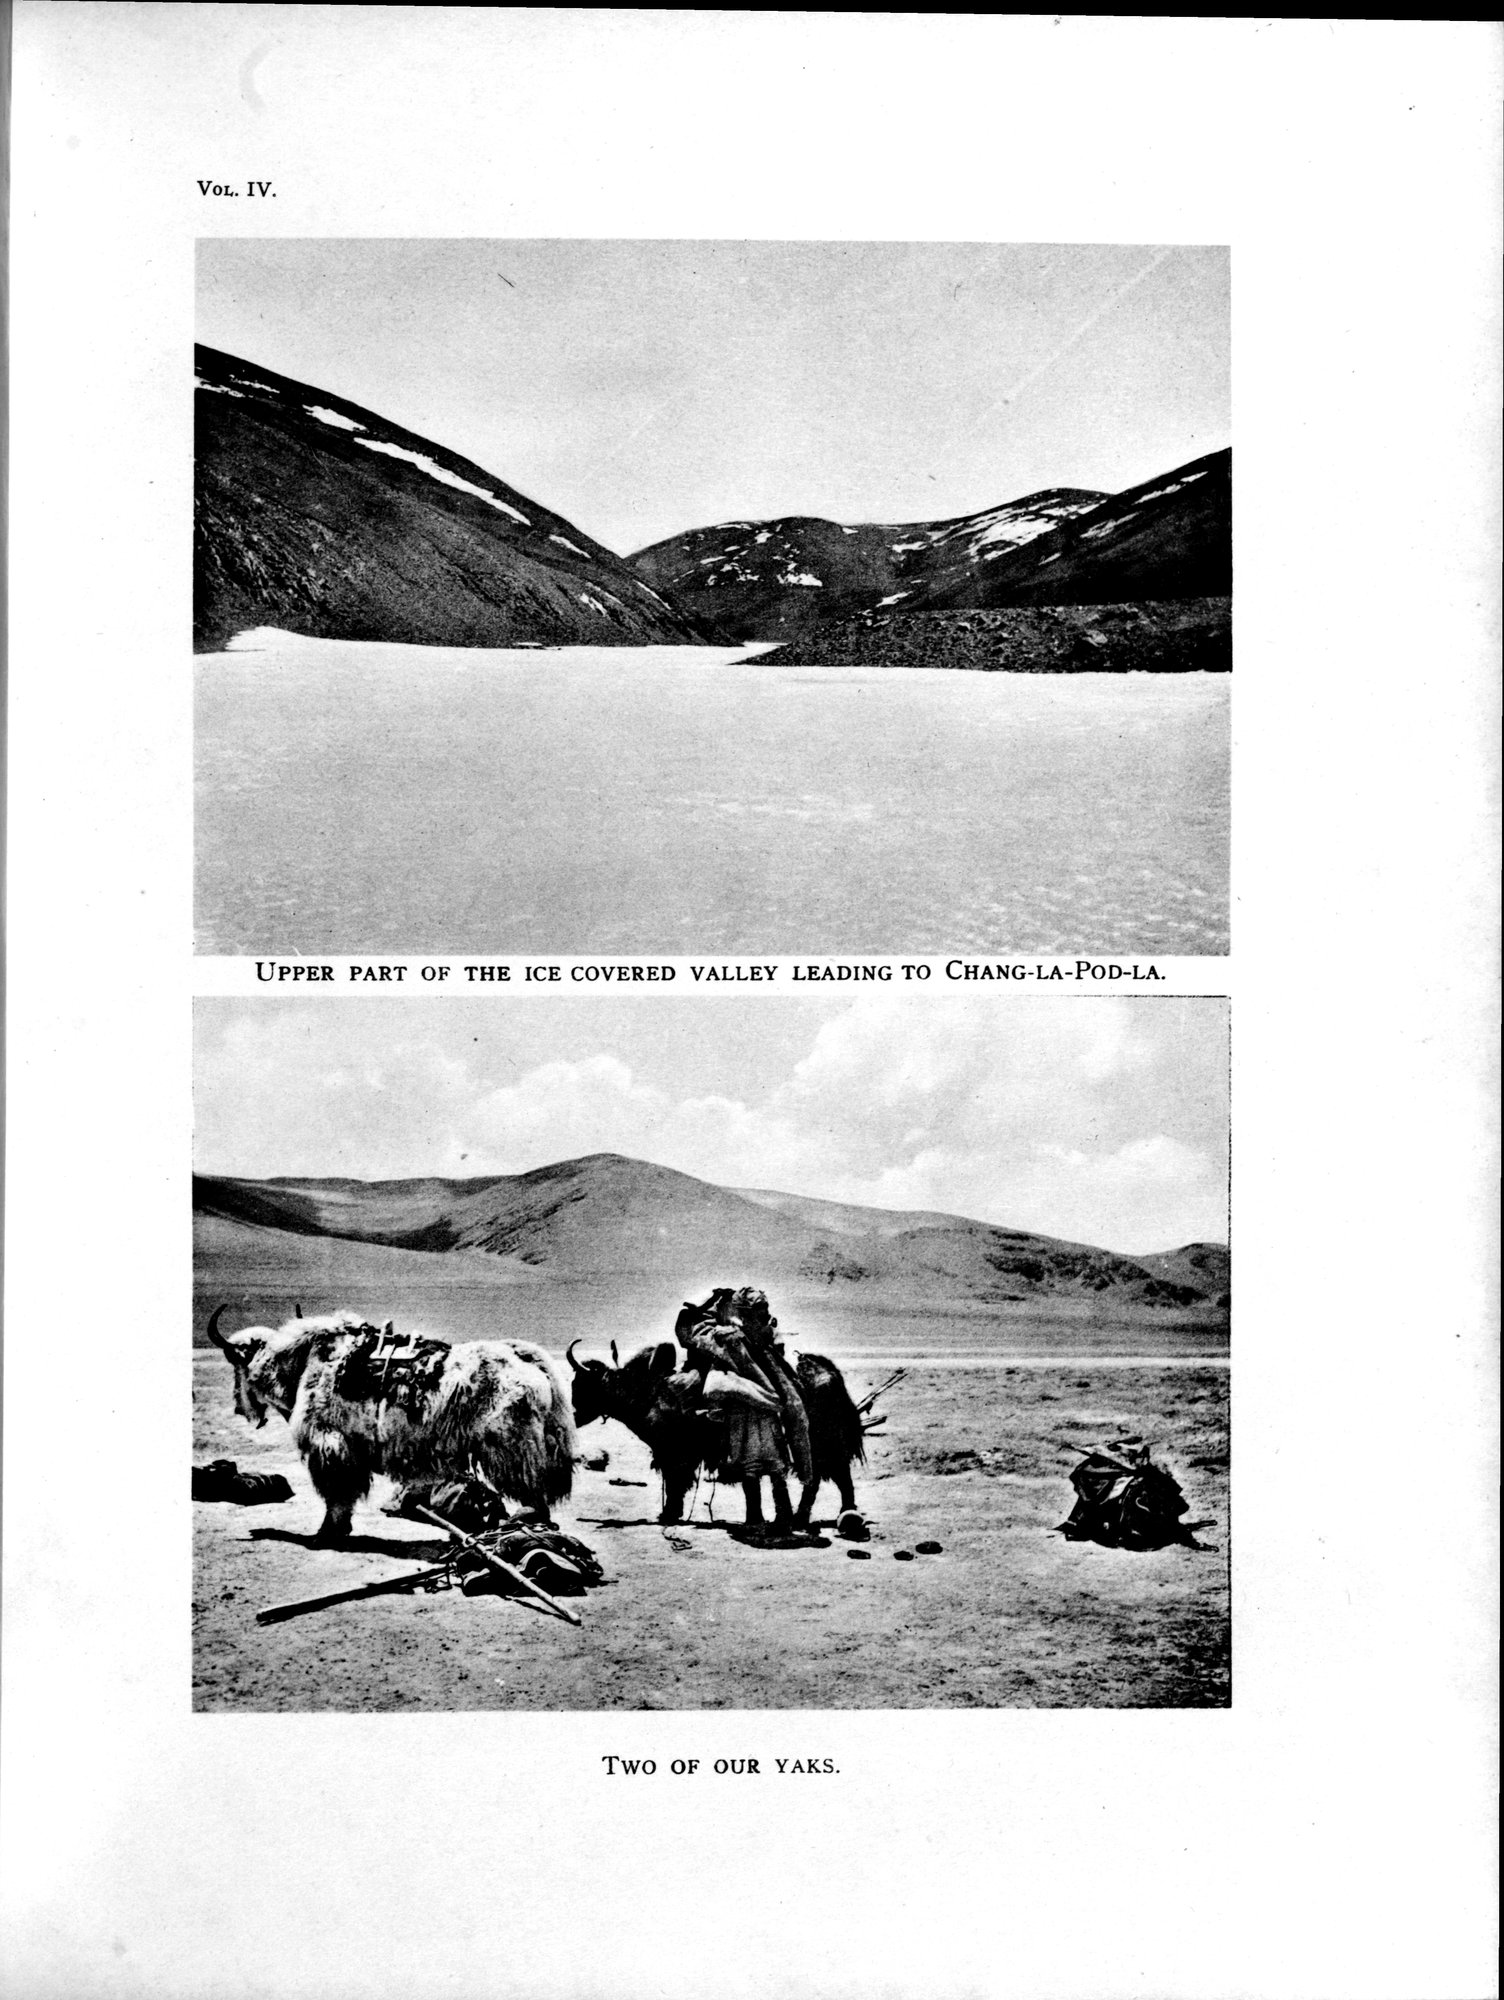 Vol. IV.
Upper part of the ice covered valley leading to Chang-la-Pod-la.
Two of our yaks.